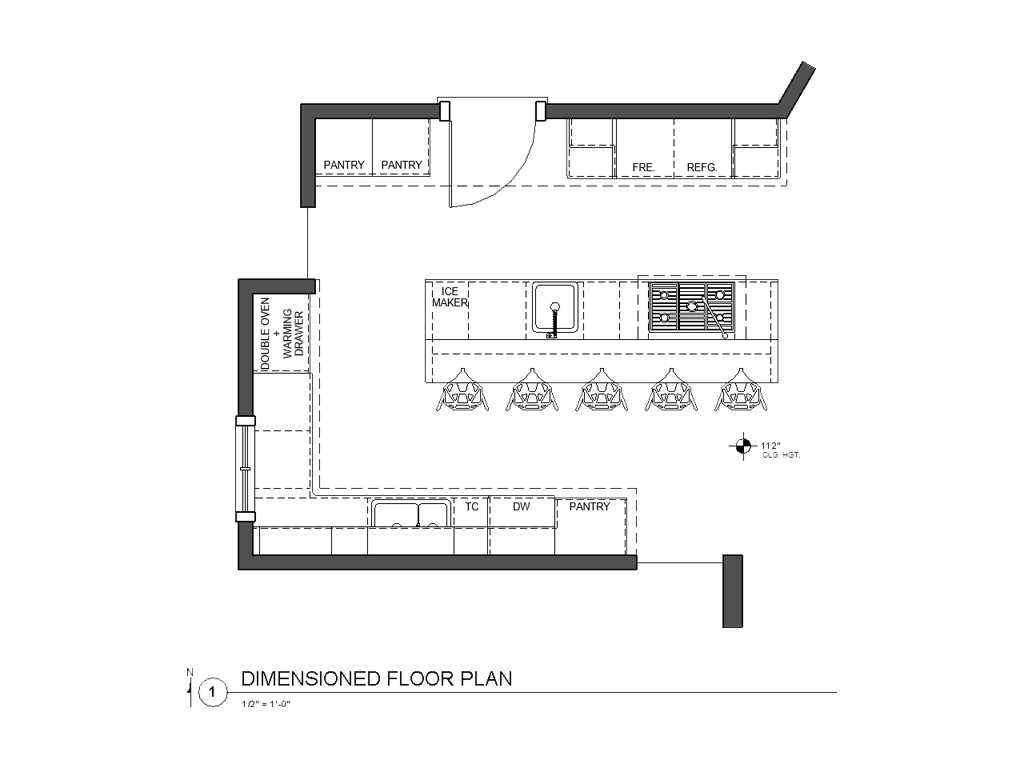 PANTRY PANTRY
FRE. REFG.
ICE
MAKER
DOUBLE OVEN
+
WARMING
DRAWER
112"
CLG. HGT.
TC DW PANTRY
N
1 DIMENSIONED FLOOR PLAN
1/2" = 1'-0"